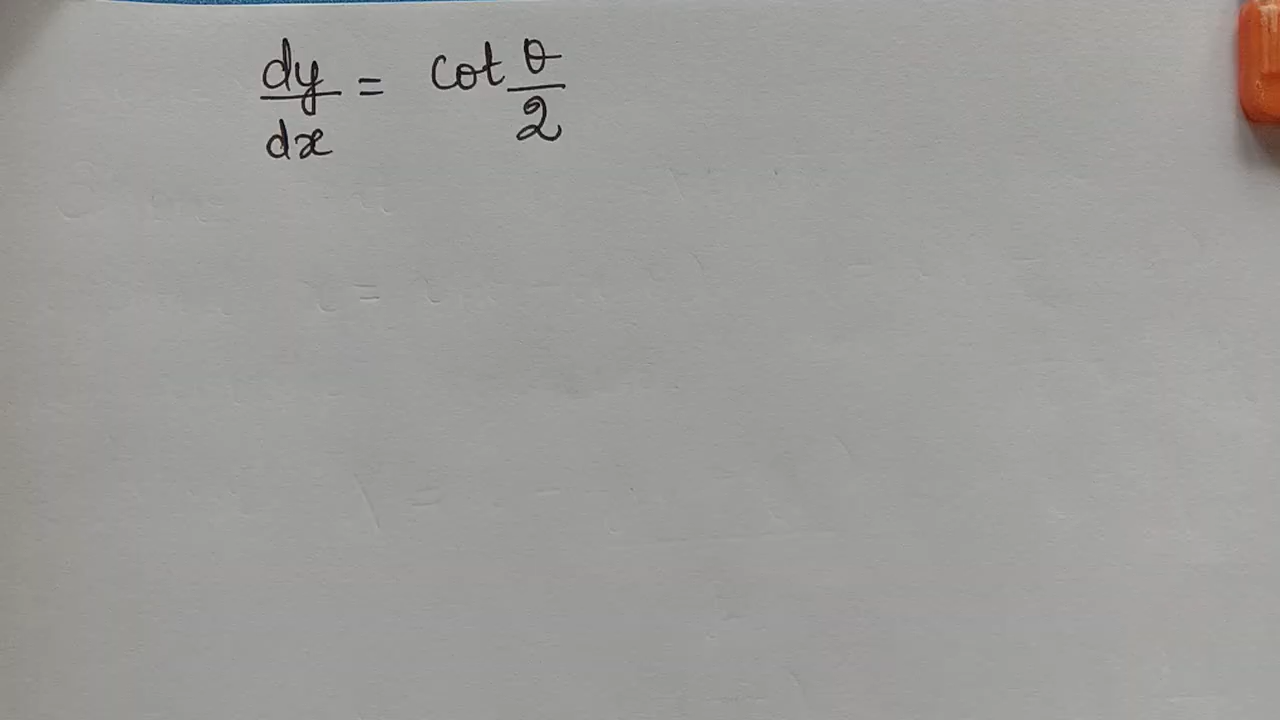 dy/dx = cot θ/2